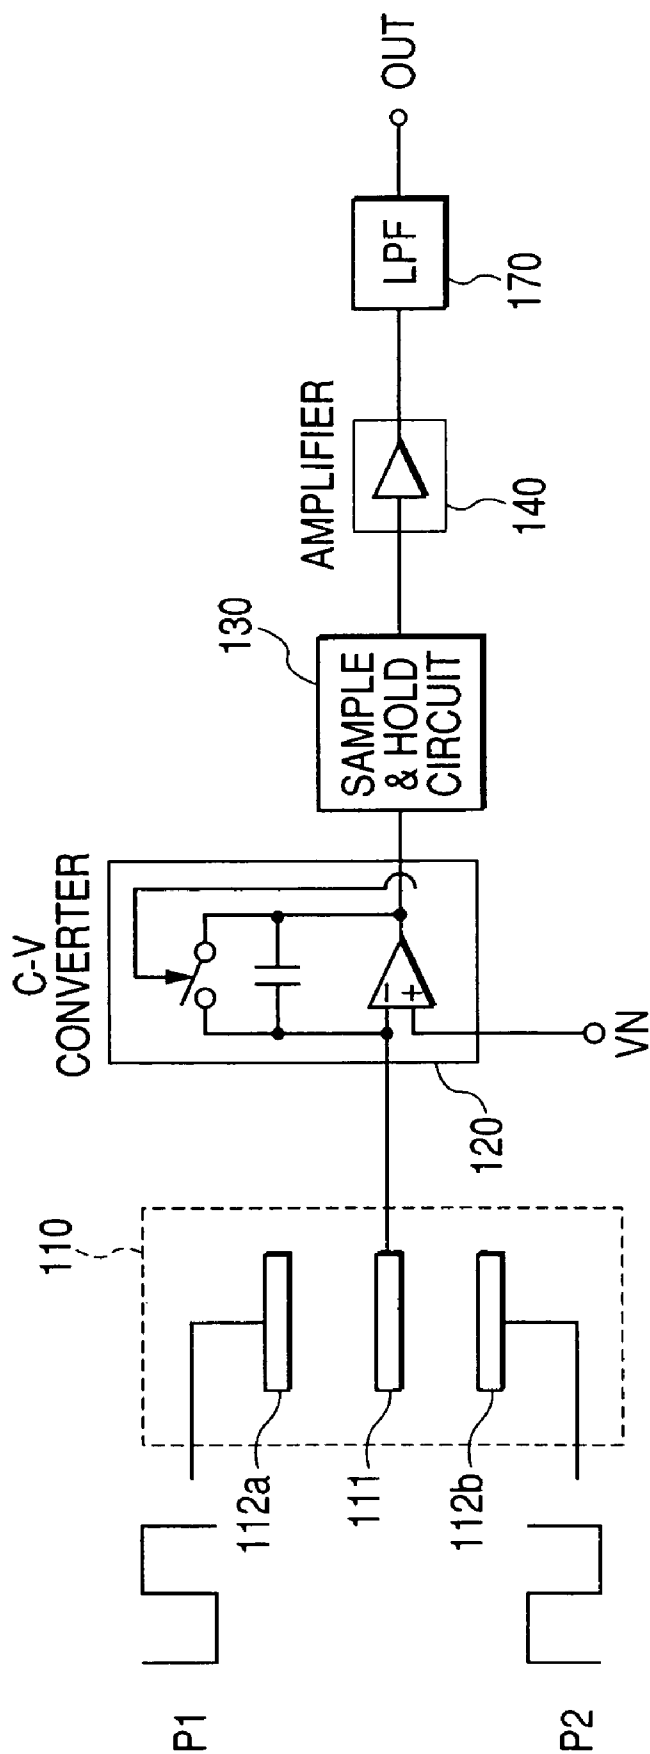 P1
P2
110
112a
111
112b
C-V
CONVERTER
−
+
120
VN
130
SAMPLE
& HOLD
CIRCUIT
AMPLIFIER
140
LPF
170
OUT